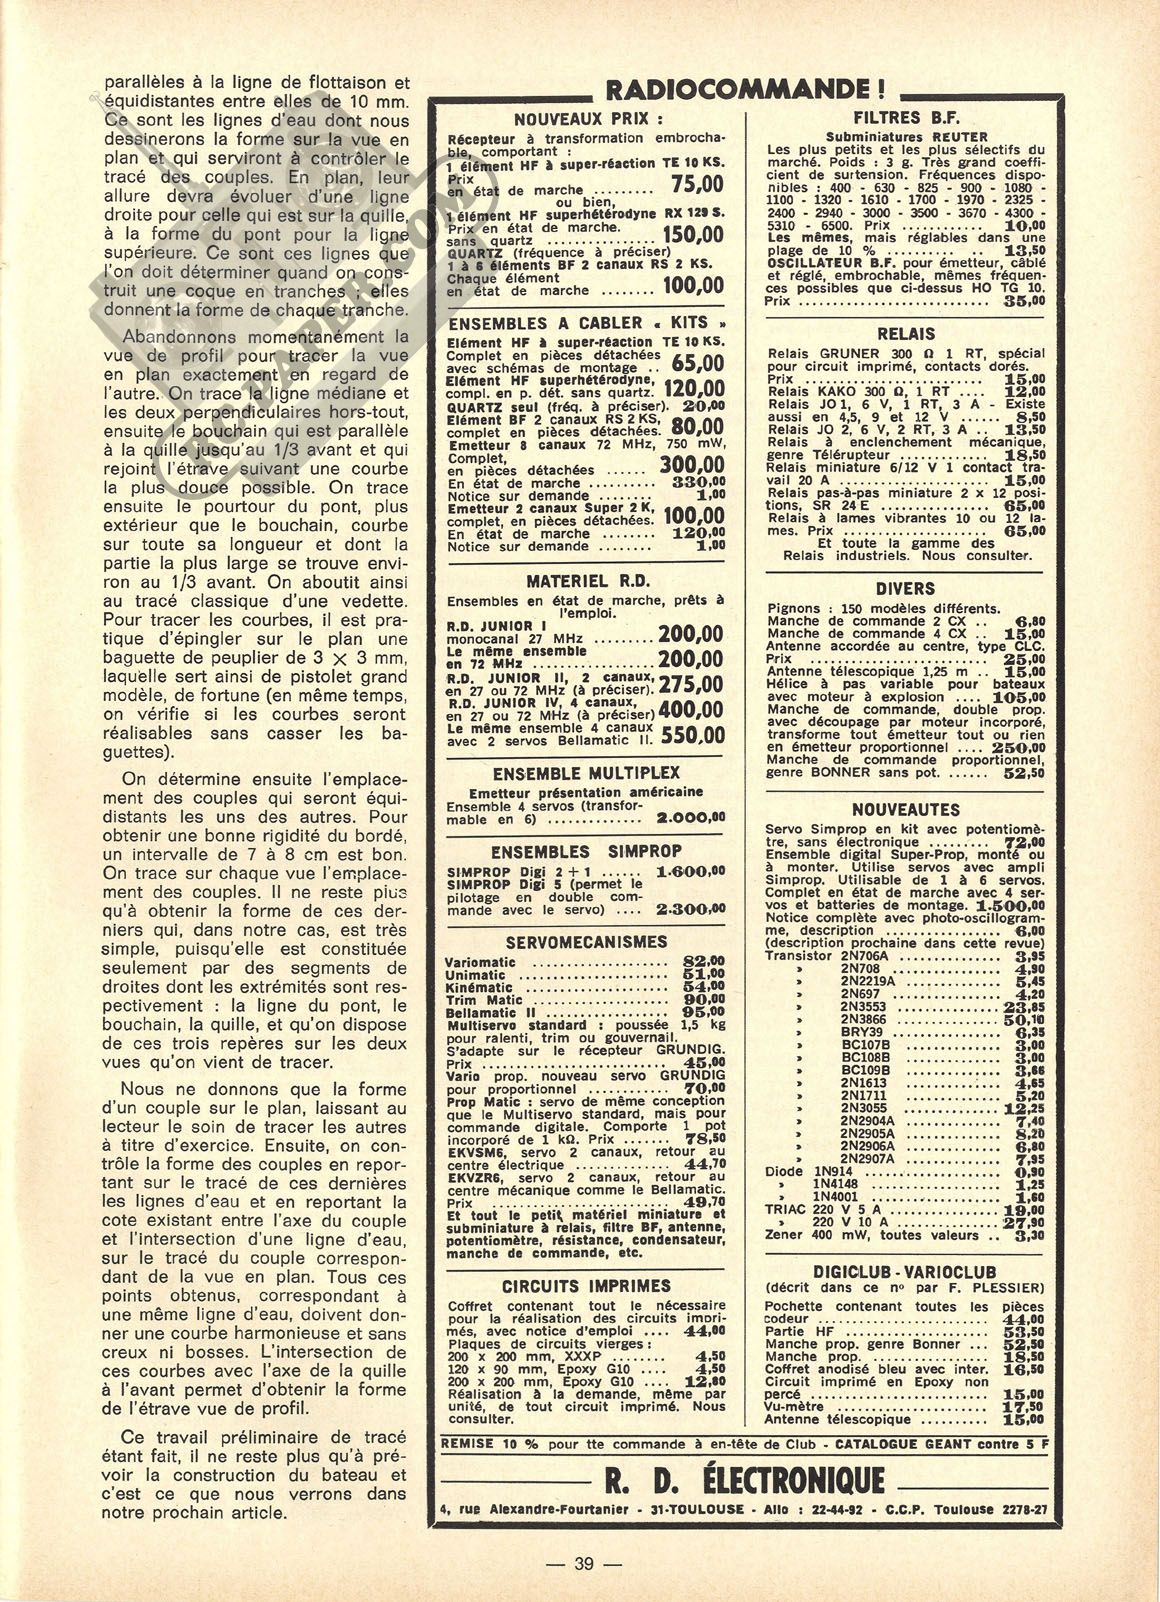 parallèles à la ligne de flottaison et
équidistantes entre elles de 10 mm.
Ce sont les lignes d'eau dont nous
dessinerons la forme sur la vue en
plan et qui serviront à contrôler le
tracé des couples. En plan, leur
allure devra évoluer d'une ligne
droite pour celle qui est sur la quille,
à la forme du pont pour la ligne
supérieure. Ce sont ces lignes que
l'on doit déterminer quand on cons-
truit une coque en tranches ; elles
donnent la forme de chaque tranche.
Abandonnons momentanément la
vue de profil pour tracer la vue
en plan exactement en regard de
l'autre. On trace la ligne médiane et
les deux perpendiculaires hors-tout,
ensuite le bouchain qui est parallèle
à la quille jusqu'au 1/3 avant et qui
rejoint l'étrave suivant une courbe
la plus douce possible. On trace
ensuite le pourtour du pont, plus
extérieur que le bouchain, courbe
sur toute sa longueur et dont la
partie la plus large se trouve envi-
ron au 1/3 avant. On aboutit ainsi
au tracé classique d'une vedette.
Pour tracer les courbes, il est pra-
tique d'épingler sur le plan une
baguette de peuplier de 3 × 3 mm,
laquelle sert ainsi de pistolet grand
modèle, de fortune (en même temps,
on vérifie si les courbes seront
réalisables sans casser les ba-
guettes).
On détermine ensuite l'emplace-
ment des couples qui seront équi-
distants les uns des autres. Pour
obtenir une bonne rigidité du bordé,
un intervalle de 7 à 8 cm est bon.
On trace sur chaque vue l'emplace-
ment des couples. Il ne reste plus
qu'à obtenir la forme de ces der-
niers qui, dans notre cas, est très
simple, puisqu'elle est constituée
seulement par des segments de
droites dont les extrémités sont res-
pectivement : la ligne du pont, le
bouchain, la quille, et qu'on dispose
de ces trois repères sur les deux
vues qu'on vient de tracer.
Nous ne donnons que la forme
d'un couple sur le plan, laissant au
lecteur le soin de tracer les autres
à titre d'exercice. Ensuite, on con-
trôle la forme des couples en repor-
tant sur le tracé de ces dernières
les lignes d'eau et en reportant la
cote existant entre l'axe du couple
et l'intersection d'une ligne d'eau,
sur le tracé du couple correspon-
dant de la vue en plan. Tous ces
points obtenus, correspondant à
une même ligne d'eau, doivent don-
ner une courbe harmonieuse et sans
creux ni bosses. L'intersection de
ces courbes avec l'axe de la quille
à l'avant permet d'obtenir la forme
de l'étrave vue de profil.
Ce travail préliminaire de tracé
étant fait, il ne reste plus qu'à pré-
voir la construction du bateau et
c'est ce que nous verrons dans
notre prochain article.
RC-PAPER.COM
RADIOCOMMANDE !
NOUVEAUX PRIX :
Récepteur à transformation embrocha-
ble, comportant :
1 élément HF à super-réaction TE 10 KS.
Prix
en état de marche ......... 75,00
ou bien,
1 élément HF superhétérodyne RX 129 S.
Prix en état de marche.
sans quartz ............... 150,00
QUARTZ (fréquence à préciser)
1 à 6 éléments BF 2 canaux RS 2 KS.
Chaque élément
en état de marche ........ 100,00
ENSEMBLES A CABLER « KITS »
Elément HF à super-réaction TE 10 KS.
Complet en pièces détachées
avec schémas de montage .. 65,00
Elément HF superhétérodyne,
compl. en p. dét. sans quartz. 120,00
QUARTZ seul (fréq. à préciser). 20,00
Elément BF 2 canaux RS 2 KS,
complet en pièces détachées. 80,00
Emetteur 8 canaux 72 MHz, 750 mW,
Complet,
en pièces détachées ...... 300,00
En état de marche ......... 330,00
Notice sur demande ........ 1,00
Emetteur 2 canaux Super 2 K,
complet, en pièces détachées. 100,00
En état de marche ........ 120,00
Notice sur demande ........ 1,00
MATERIEL R.D.
Ensembles en état de marche, prêts à
l'emploi.
R.D. JUNIOR I
monocanal 27 MHz ......... 200,00
Le même ensemble
en 72 MHz ................. 200,00
R.D. JUNIOR II, 2 canaux,
en 27 ou 72 MHz (à préciser). 275,00
R.D. JUNIOR IV, 4 canaux,
en 27 ou 72 MHz (à préciser) 400,00
Le même ensemble 4 canaux
avec 2 servos Bellamatic II. 550,00
ENSEMBLE MULTIPLEX
Emetteur présentation américaine
Ensemble 4 servos (transfor-
mable en 6) .............. 2.000,00
ENSEMBLES SIMPROP
SIMPROP Digi 2 + 1 ...... 1.600,00
SIMPROP Digi 5 (permet le
pilotage en double com-
mande avec le servo) .... 2.300,00
SERVOMECANISMES
Variomatic .................... 82,00
Unimatic ...................... 51,00
Kinématic ..................... 54,00
Trim Matic .................... 90,00
Bellamatic II ................. 95,00
Multiservo standard : poussée 1,5 kg
pour ralenti, trim ou gouvernail.
S'adapte sur le récepteur GRUNDIG.
Prix .......................... 45,00
Vario prop. nouveau servo GRUNDIG
pour proportionnel ............ 70,00
Prop Matic : servo de même conception
que le Multiservo standard, mais pour
commande digitale. Comporte 1 pot
incorporé de 1 kΩ. Prix ....... 78,50
EKVSM6, servo 2 canaux, retour au
centre électrique ............. 44,70
EKVZR6, servo 2 canaux, retour au
centre mécanique comme le Bellamatic.
Prix .......................... 49,70
Et tout le petit matériel miniature et
subminiature à relais, filtre BF, antenne,
potentiomètre, résistance, condensateur,
manche de commande, etc.
CIRCUITS IMPRIMES
Coffret contenant tout le nécessaire
pour la réalisation des circuits impri-
més, avec notice d'emploi .... 44,00
Plaques de circuits vierges :
200 x 200 mm, XXXP ........ 4,50
120 x 90 mm, Epoxy G10 .... 4,50
200 x 200 mm, Epoxy G10 .... 12,60
Réalisation à la demande, même par
unité, de tout circuit imprimé. Nous
consulter.
FILTRES B.F.
Subminiatures REUTER
Les plus petits et les plus sélectifs du
marché. Poids : 3 g. Très grand coeffi-
cient de surtension. Fréquences dispo-
nibles : 400 - 630 - 825 - 900 - 1080 -
1100 - 1320 - 1610 - 1700 - 1970 - 2325 -
2400 - 2940 - 3000 - 3500 - 3670 - 4300 -
5310 - 6500. Prix ............ 10,00
Les mêmes, mais réglables dans une
plage de 10 % .......... .. 13,50
OSCILLATEUR B.F. pour émetteur, câblé
et réglé, embrochable, mêmes fréquen-
ces possibles que ci-dessus HO TG 10.
Prix ........................ 35,00
RELAIS
Relais GRUNER 300 Ω 1 RT, spécial
pour circuit imprimé, contacts dorés.
Prix ........................ 15,00
Relais KAKO 300 Ω, 1 RT .... 12,00
Relais JO1, 6 V, 1 RT, 3 A - Existe
aussi en 4,5, 9 et 12 V ...... 8,50
Relais JO 2, 6 V, 2 RT, 3 A .. 13,50
Relais à enclenchement mécanique,
genre Télérupteur ............ 18,50
Relais miniature 6/12 V 1 contact tra-
vail 20 A ................... 15,00
Relais pas-à-pas miniature 2 x 12 posi-
tions, SR 24 E ............... 65,00
Relais à lames vibrantes 10 ou 12 la-
mes. Prix .................... 65,00
Et toute la gamme des
Relais industriels. Nous consulter.
DIVERS
Pignons : 150 modèles différents.
Manche de commande 2 CX .. 6,80
Manche de commande 4 CX .. 15,00
Antenne accordée au centre, type CLC.
Prix ........................ 25,00
Antenne télescopique 1,25 m .. 15,00
Hélice à pas variable pour bateaux
avec moteur à explosion .... 105,00
Manche de commande, double prop.
avec découpage par moteur incorporé,
transforme tout émetteur tout ou rien
en émetteur proportionnel .... 250,00
Manche de commande proportionnel,
genre BONNER sans pot. ...... 52,50
NOUVEAUTES
Servo Simprop en kit avec potentiomè-
tre, sans électronique ......... 72,00
Ensemble digital Super-Prop, monté ou
à monter. Utilise servos avec ampli
Simprop. Utilisable de 1 à 6 servos.
Complet en état de marche avec 4 ser-
vos et batteries de montage. 1.500,00
Notice complète avec photo-oscillogram-
me, description ................ 6,00
(description prochaine dans cette revue)
Transistor 2N706A ............... 3,95
» 2N708 ............... 4,90
» 2N2219A ............. 5,45
» 2N697 ............... 4,20
» 2N3553 .............. 23,85
» 2N3866 .............. 50,10
» BRY39 ............... 6,35
» BC107B .............. 3,00
» BC108B .............. 3,00
» BC109B .............. 3,66
» 2N1613 .............. 4,65
» 2N1711 .............. 5,20
» 2N3055 .............. 12,25
» 2N2904A ............. 7,40
» 2N2905A ............. 8,20
» 2N2906A ............. 6,80
» 2N2907A ............. 7,95
Diode 1N914 ................... 0,90
» 1N4148 .................. 1,25
» 1N4001 .................. 1,60
TRIAC 220 V 5 A ............... 19,00
» 220 V 10 A .............. 27,90
Zener 400 mW, toutes valeurs .. 3,30
DIGICLUB - VARIOCLUB
(décrit dans ce n° par F. PLESSIER)
Pochette contenant toutes les pièces
codeur ....................... 44,00
Partie HF .................... 53,50
Manche prop. genre Bonner ... 52,50
Manche prop. ................. 18,50
Coffret anodisé bleu avec inter. 16,50
Circuit imprimé en Epoxy non
percé ........................ 15,00
Vu-mètre ..................... 17,50
Antenne télescopique .......... 15,00
REMISE 10 % pour tte commande à en-tête de Club - CATALOGUE GEANT contre 5 F
R. D. ÉLECTRONIQUE
4, rue Alexandre-Fourtanier - 31-TOULOUSE - Allo : 22-44-92 - C.C.P. Toulouse 2278-27
— 39 —